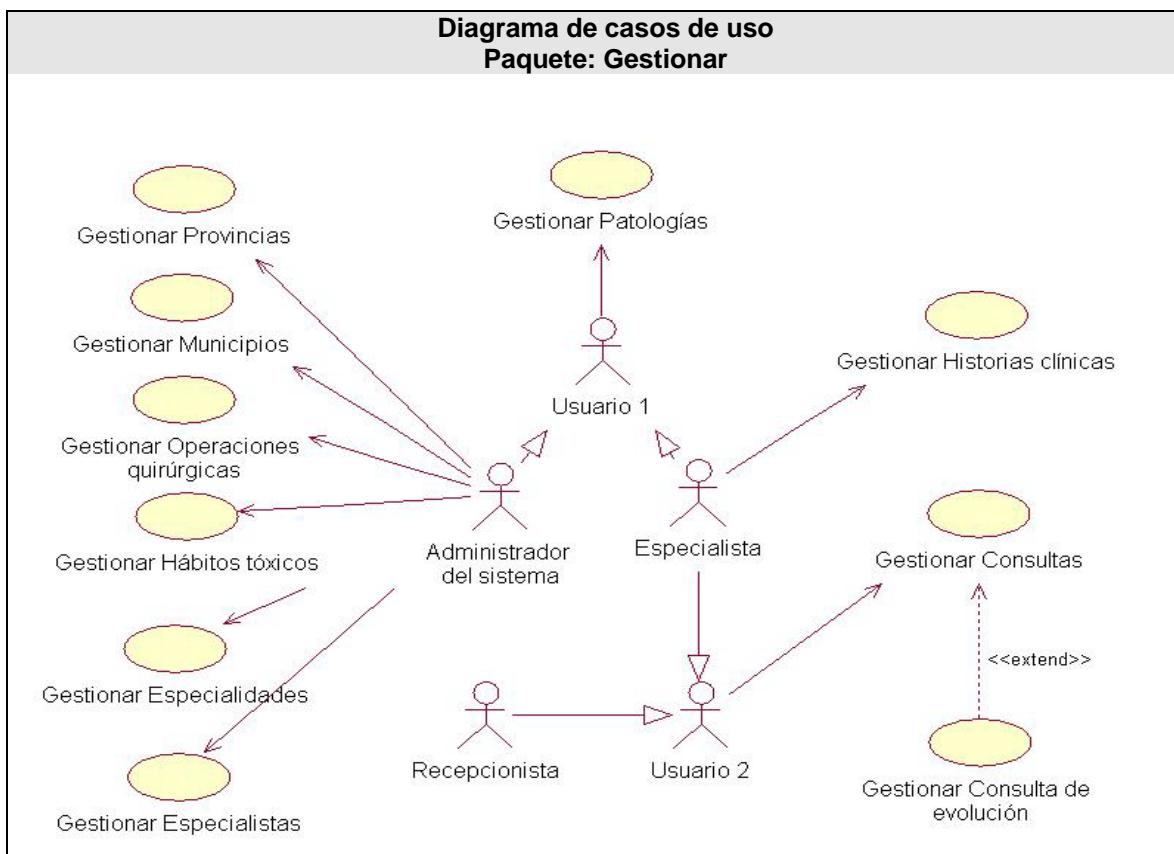 Diagrama de casos de uso
Paquete: Gestionar
Gestionar Provincias
Gestionar Patologías
Gestionar Municipios
Gestionar Historias clínicas
Usuario 1
Gestionar Operaciones
quirúrgicas
Gestionar Hábitos tóxicos
Administrador
del sistema
Especialista
Gestionar Consultas
<<extend>>
Gestionar Especialidades
Recepcionista
Usuario 2
Gestionar Consulta de
evolución
Gestionar Especialistas